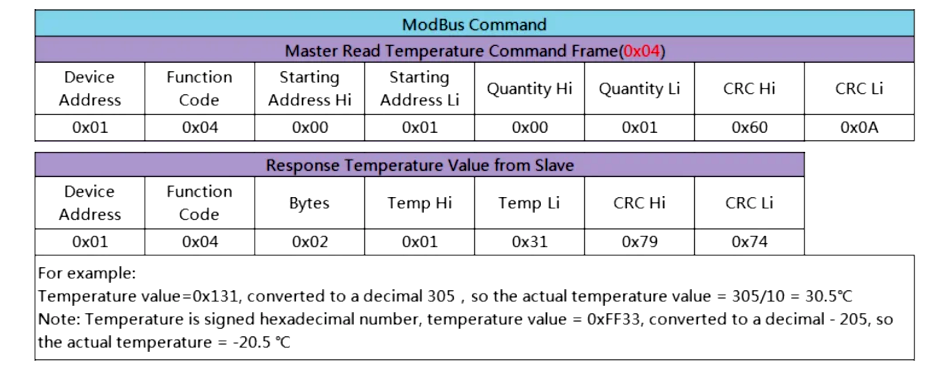 ModBus Command
Master Read Temperature Command Frame(0x04)
Device Address Function Code Starting Address Hi Starting Address Li Quantity Hi Quantity Li CRC Hi CRC Li
0x01 0x04 0x00 0x01 0x00 0x01 0x60 0x0A
Response Temperature Value from Slave
Device Address Function Code Bytes Temp Hi Temp Li CRC Hi CRC Li
0x01 0x04 0x02 0x01 0x31 0x79 0x74
For example:
Temperature value=0x131, converted to a decimal 305 , so the actual temperature value = 305/10 = 30.5℃
Note: Temperature is signed hexadecimal number, temperature value = 0xFF33, converted to a decimal - 205, so
the actual temperature = -20.5 ℃